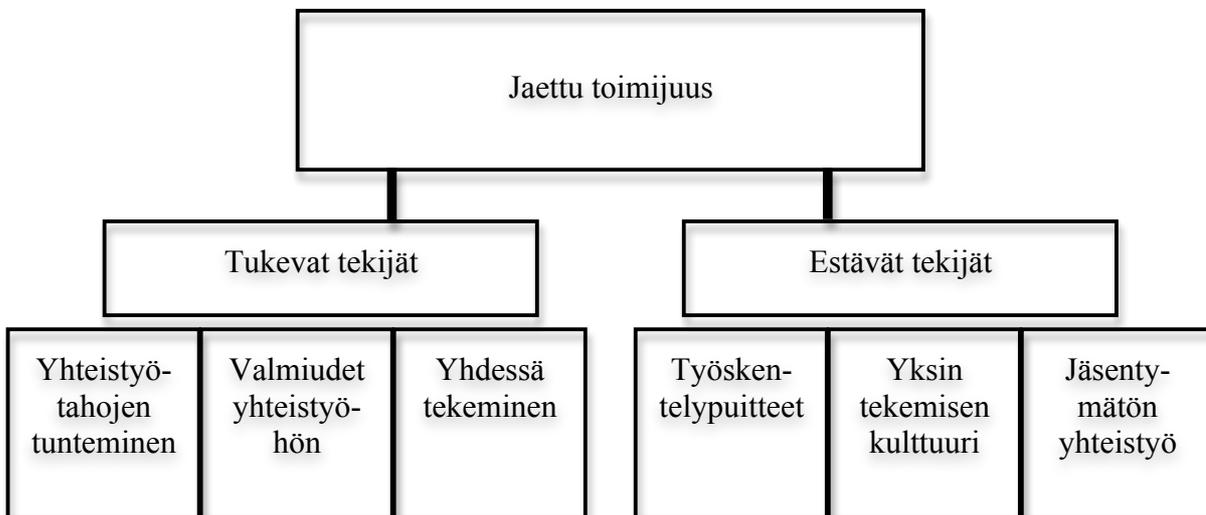 Jaettu toimijuus
Tukevat tekijät
Estävät tekijät
Yhteistyö-
tahojen
tunteminen
Valmiudet
yhteistyö-
hön
Yhdessä
tekeminen
Työsken-
telypuitteet
Yksin
tekemisen
kulttuuri
Jäsenty-
mätön
yhteistyö